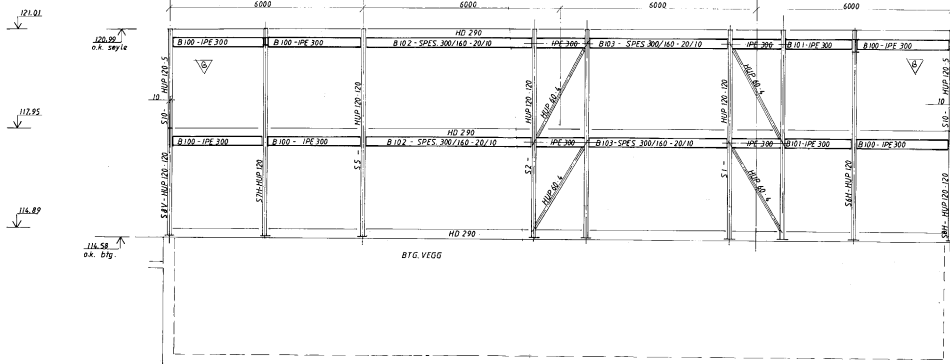 6000 6000 6000 6000
121.01
120.99
o.k. søyle
HD 290
B100-IPE 300 B100-IPE 300 B102-SPES. 300/160-20/10 IPE 300 B103-SPES. 300/160-20/10 IPE 300 B101-IPE 300 B100-IPE 300
S10- HUP 120-5 HUP 120-120 HUP 120-120 HUP 60-4 HUP 120-120 HUP 60-4 S10- HUP 120-5
10 10
117.95
HD 290
B100-IPE 300 B100-IPE 300 B102-SPES. 300/160-20/10 IPE 300 B103-SPES. 300/160-20/10 IPE 300 B101-IPE 300 B100-IPE 300
S8V-HUP 120-120 S7H-HUP 120 S5- S2- HUP 60-4 S1- HUP 60-4 S6H-HUP 120 S8H-HUP 120-120
114.89
HD 290
114.58
o.k. btg.
BTG. VEGG